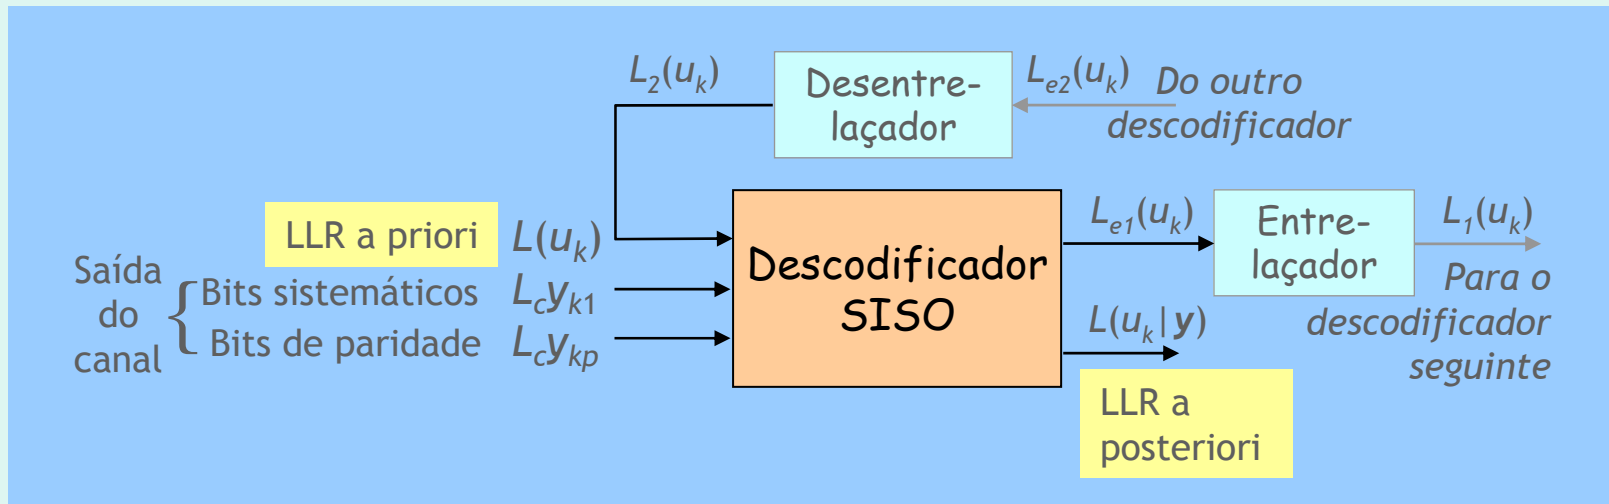 L2(uk)
Desentre-
laçador
Le2(uk)
Do outro
descodificador
LLR a priori
L(uk)
Saída
do
canal
{
Bits sistemáticos
Lcyk1
Bits de paridade
Lcykp
Descodificador
SISO
Le1(uk)
Entre-
laçador
L1(uk)
Para o
descodificador
seguinte
L(uk|y)
LLR a
posteriori